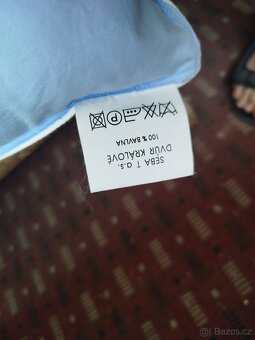 SEBA T a.s.
DVŮR KRÁLOVÉ
100 % BAVLNA
Bazos.cz